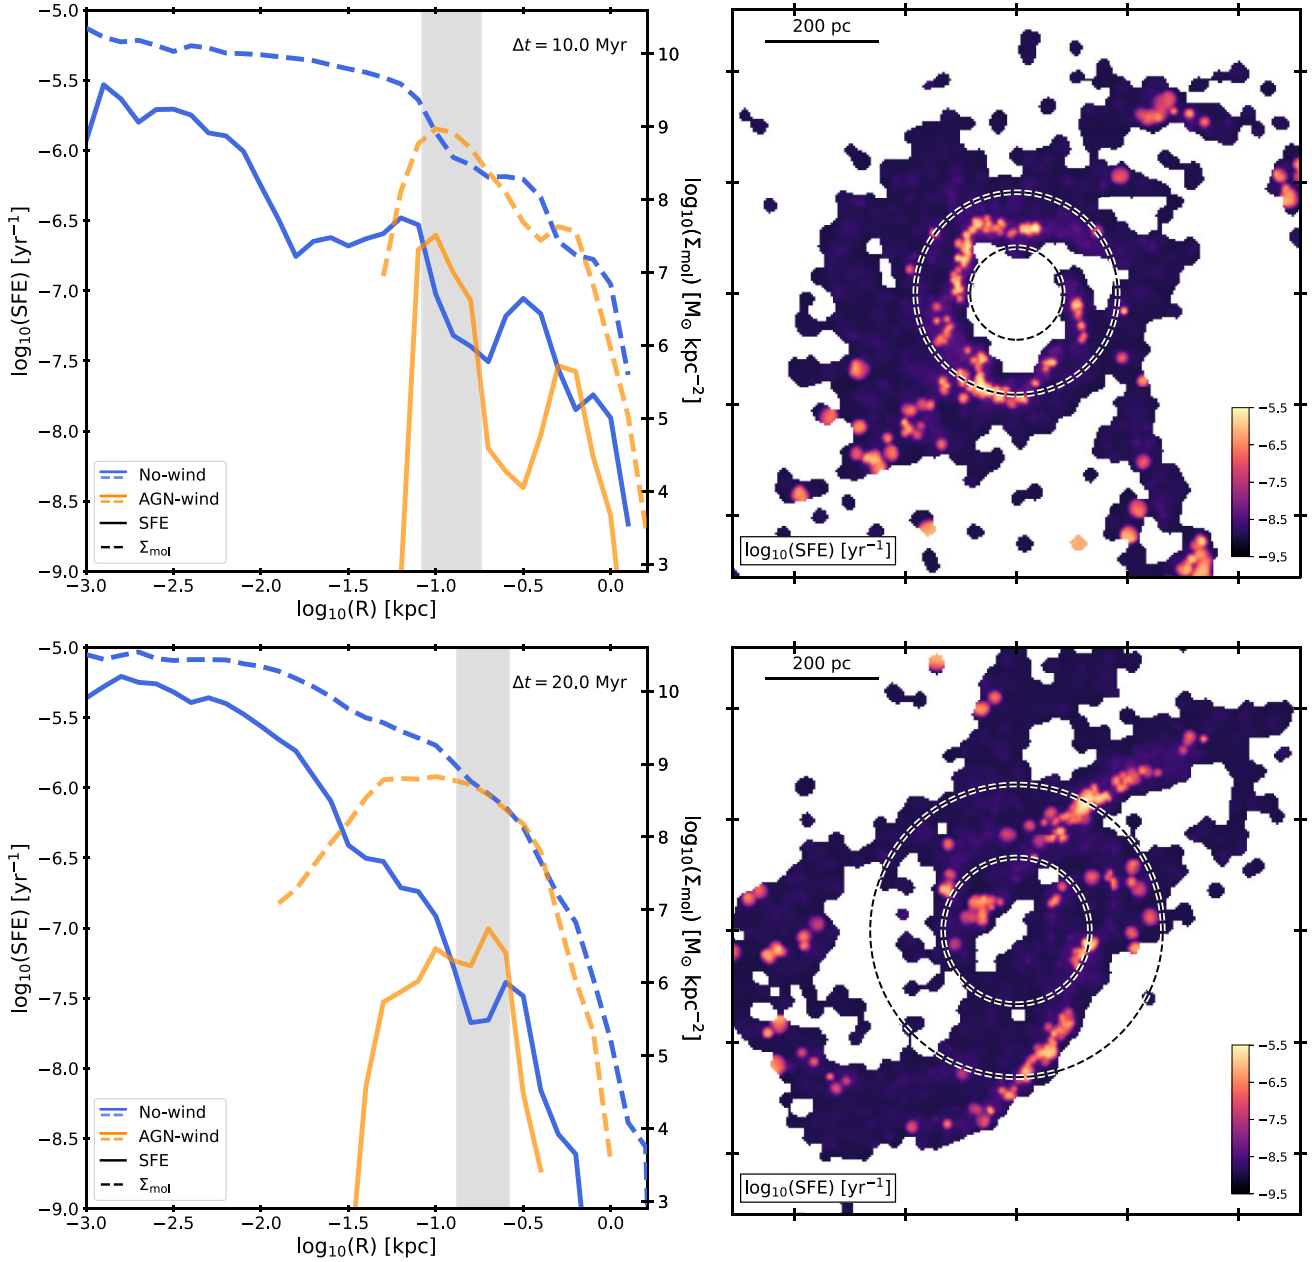 −5.0
−5.5
−6.0
−6.5
−7.0
−7.5
−8.0
−8.5
−9.0
log₁₀(SFE) [yr⁻¹]
Δt = 10.0 Myr
10
9
8
7
6
5
4
3
log₁₀(Σmol) [M⊙ kpc⁻²]
No-wind
AGN-wind
SFE
Σmol
−3.0 −2.5 −2.0 −1.5 −1.0 −0.5 0.0
log₁₀(R) [kpc]
200 pc
−5.5
−6.5
−7.5
−8.5
−9.5
log₁₀(SFE) [yr⁻¹]
−5.0
−5.5
−6.0
−6.5
−7.0
−7.5
−8.0
−8.5
−9.0
log₁₀(SFE) [yr⁻¹]
Δt = 20.0 Myr
10
9
8
7
6
5
4
3
log₁₀(Σmol) [M⊙ kpc⁻²]
No-wind
AGN-wind
SFE
Σmol
−3.0 −2.5 −2.0 −1.5 −1.0 −0.5 0.0
log₁₀(R) [kpc]
200 pc
−5.5
−6.5
−7.5
−8.5
−9.5
log₁₀(SFE) [yr⁻¹]